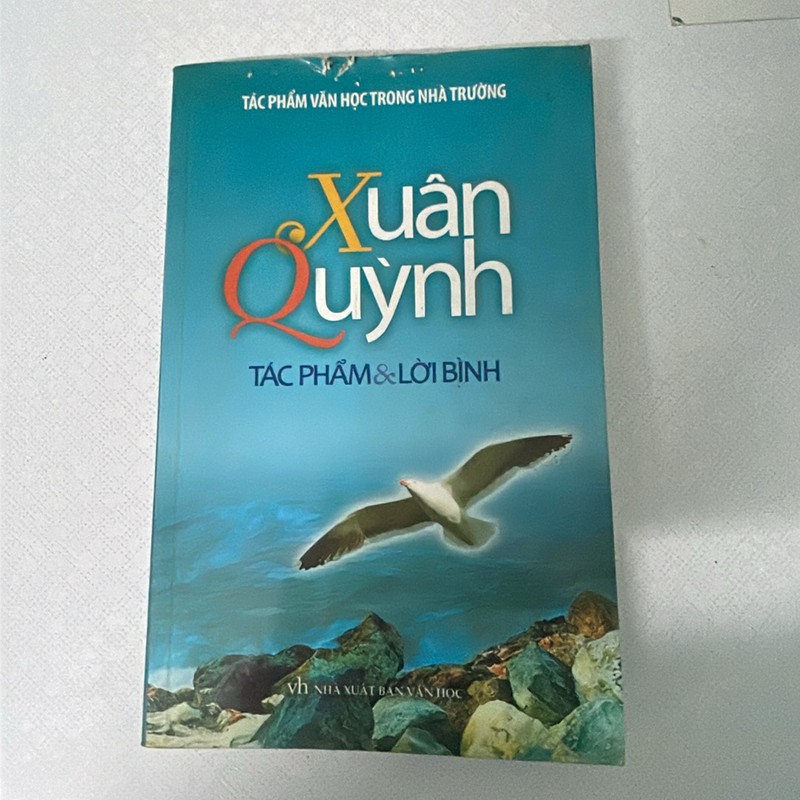 TÁC PHẨM VĂN HỌC TRONG NHÀ TRƯỜNG
Xuân
Quỳnh
TÁC PHẨM & LỜI BÌNH
vh NHÀ XUẤT BẢN VĂN HỌC